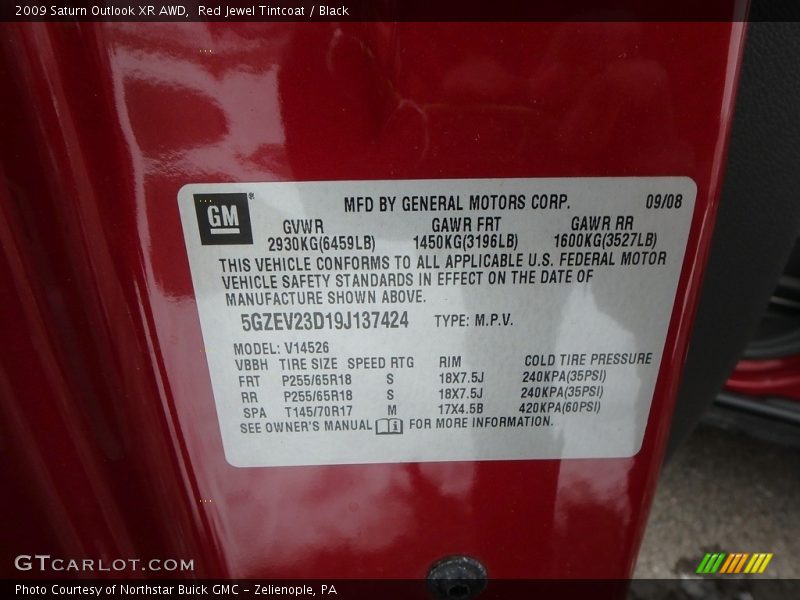 2009 Saturn Outlook XR AWD, Red Jewel Tintcoat / Black
GM®
MFD BY GENERAL MOTORS CORP. 09/08
GVWR GAWR FRT GAWR RR
2930KG(6459LB) 1450KG(3196LB) 1600KG(3527LB)
THIS VEHICLE CONFORMS TO ALL APPLICABLE U.S. FEDERAL MOTOR
VEHICLE SAFETY STANDARDS IN EFFECT ON THE DATE OF
MANUFACTURE SHOWN ABOVE.
5GZEV23D19J137424 TYPE: M.P.V.
MODEL: V14526
VBBH TIRE SIZE SPEED RTG RIM COLD TIRE PRESSURE
FRT P255/65R18 S 18X7.5J 240KPA(35PSI)
RR P255/65R18 S 18X7.5J 240KPA(35PSI)
SPA T145/70R17 M 17X4.5B 420KPA(60PSI)
SEE OWNER'S MANUAL i FOR MORE INFORMATION.
GTCARLOT.COM
Photo Courtesy of Northstar Buick GMC - Zelienople, PA